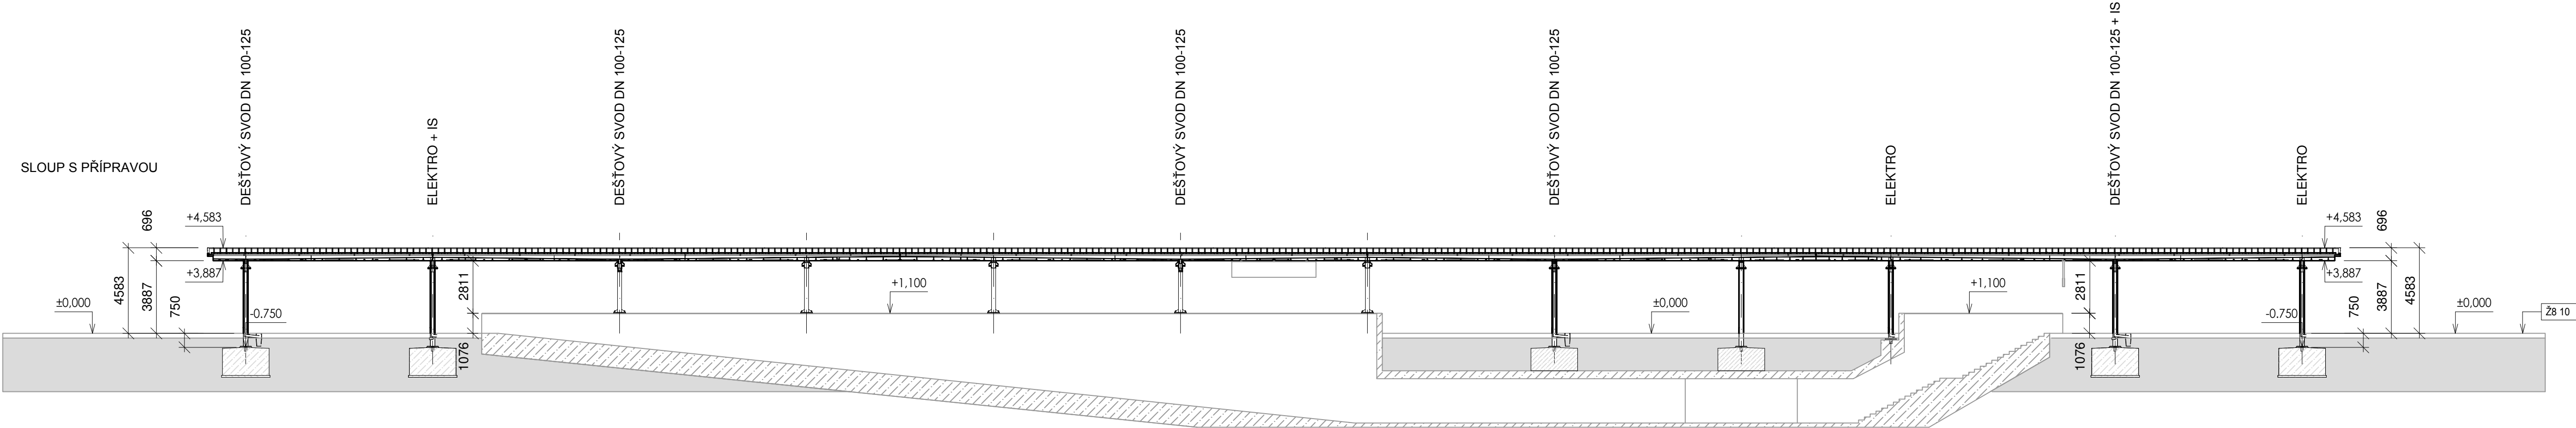 SLOUP S PŘÍPRAVOU
DEŠŤOVÝ SVOD DN 100-125
ELEKTRO + IS
DEŠŤOVÝ SVOD DN 100-125
DEŠŤOVÝ SVOD DN 100-125
DEŠŤOVÝ SVOD DN 100-125
ELEKTRO
DEŠŤOVÝ SVOD DN 100-125 + IS
ELEKTRO
696
+4,583
+3,887
4583
3887
750
±0,000
-0.750
2811
1076
+1,100
±0,000
+1,100
2811
1076
-0.750
+4,583
696
+3,887
750
3887
4583
±0,000
Ž8 10